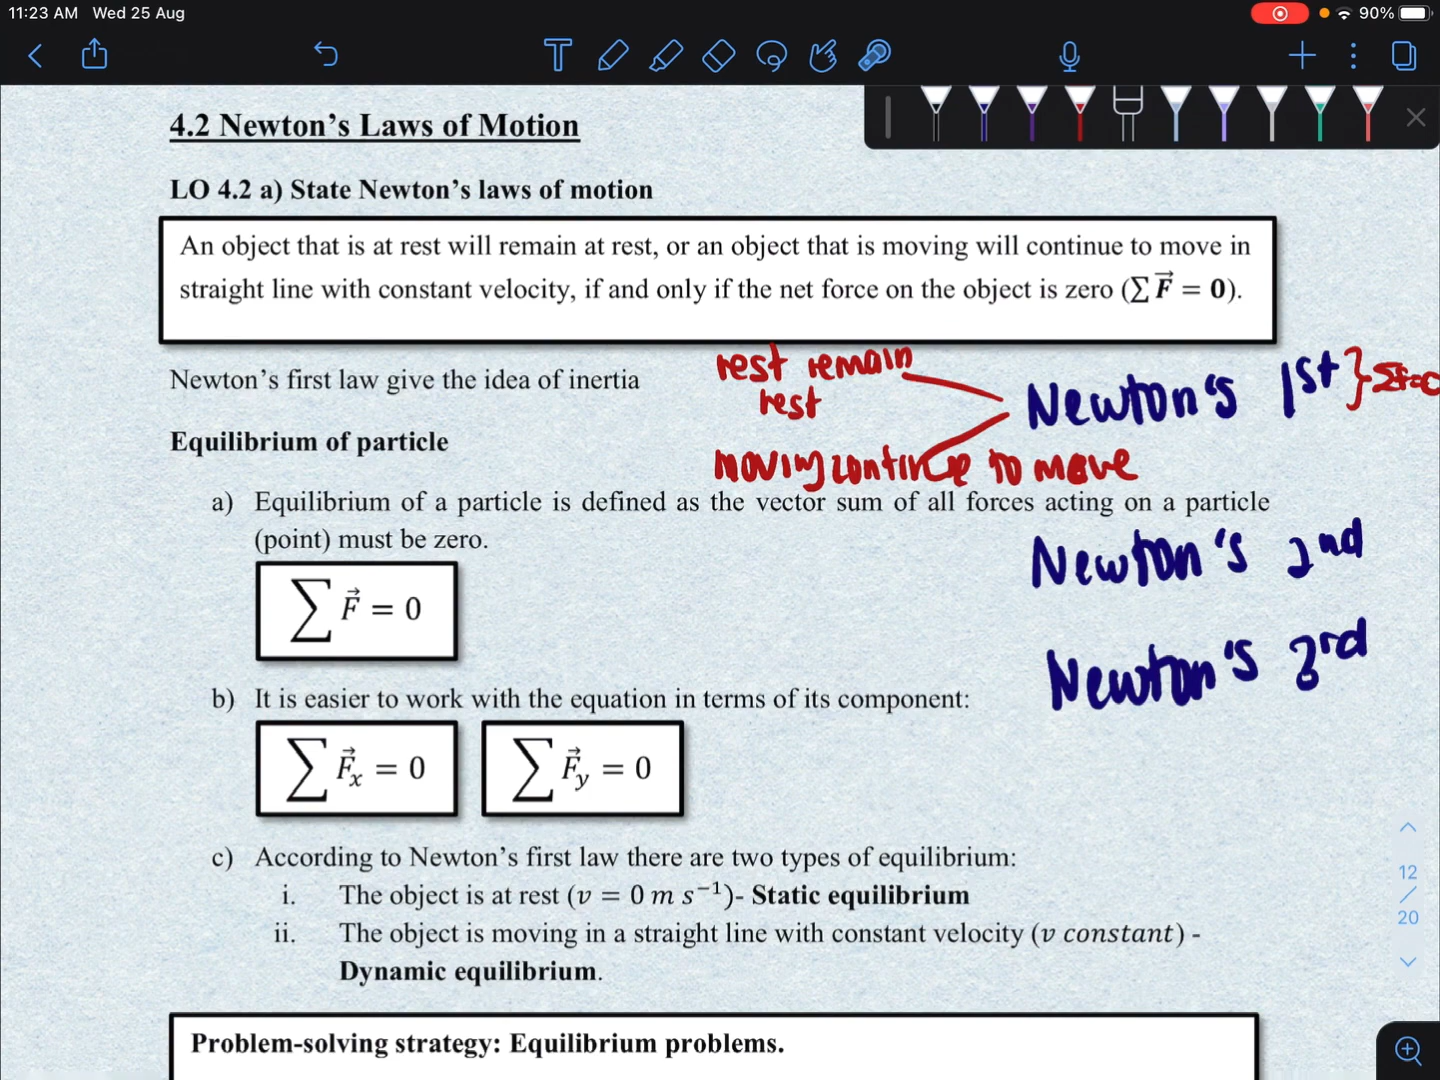 11:23 AM Wed 25 Aug
90%
4.2 Newton’s Laws of Motion
LO 4.2 a) State Newton’s laws of motion
An object that is at rest will remain at rest, or an object that is moving will continue to move in
straight line with constant velocity, if and only if the net force on the object is zero (∑ F⃗ = 0).
rest remain
rest
Newton's 1st } ΣF=0
Newton’s first law give the idea of inertia
Equilibrium of particle
moving continue to move
a) Equilibrium of a particle is defined as the vector sum of all forces acting on a particle
(point) must be zero.
Newton's 2nd
∑ F⃗ = 0
Newton's 3rd
b) It is easier to work with the equation in terms of its component:
∑ F⃗ₓ = 0 ∑ F⃗y = 0
c) According to Newton’s first law there are two types of equilibrium:
i. The object is at rest (v = 0 m s⁻¹)- Static equilibrium
ii. The object is moving in a straight line with constant velocity (v constant) -
Dynamic equilibrium.
12
/
20
Problem-solving strategy: Equilibrium problems.